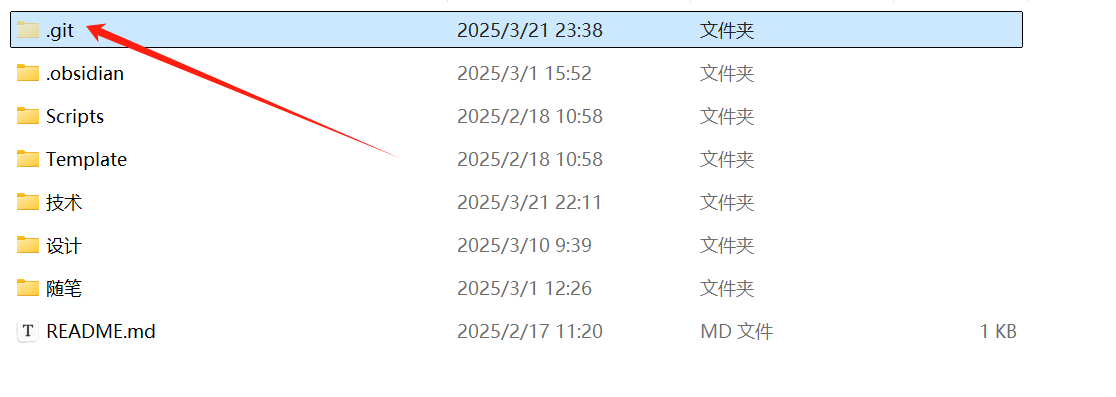 .git 2025/3/21 23:38 文件夹
.obsidian 2025/3/1 15:52 文件夹
Scripts 2025/2/18 10:58 文件夹
Template 2025/2/18 10:58 文件夹
技术 2025/3/21 22:11 文件夹
设计 2025/3/10 9:39 文件夹
随笔 2025/3/1 12:26 文件夹
T README.md 2025/2/17 11:20 MD 文件 1 KB